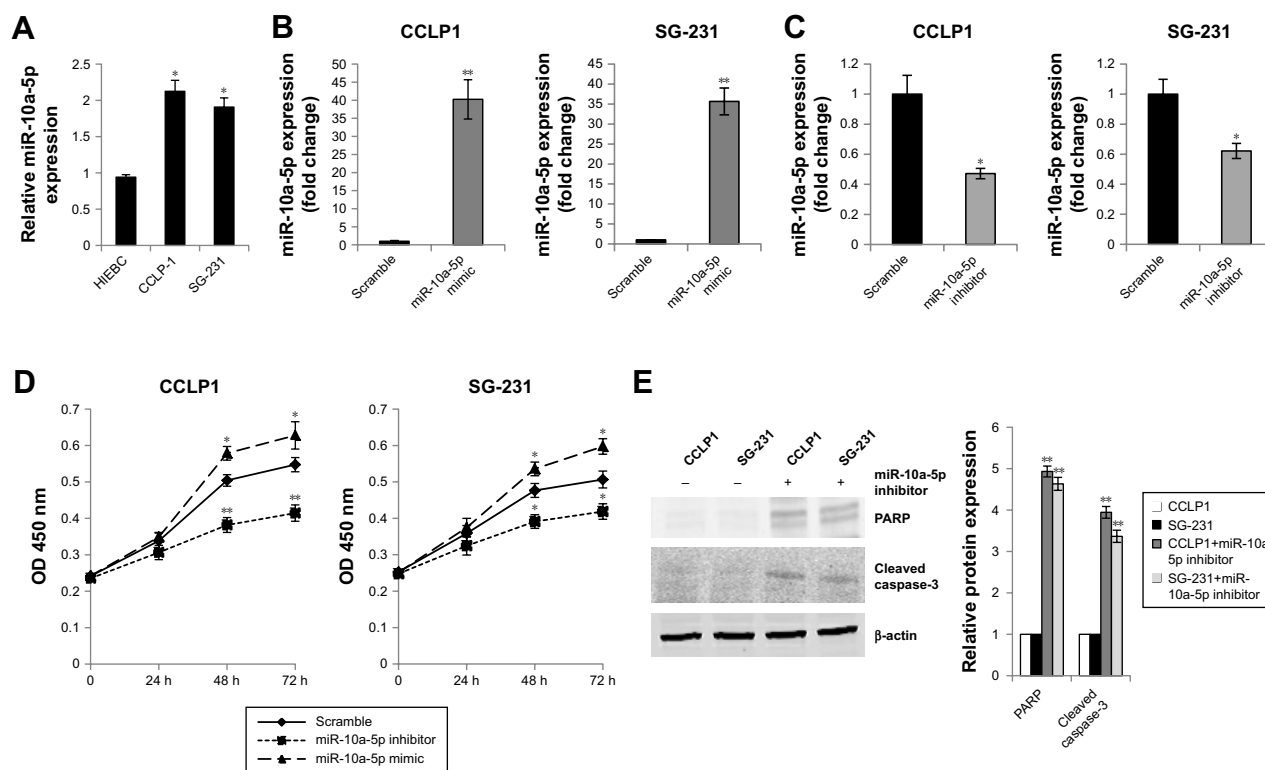 A
Relative miR-10a-5p
expression
2.5
2
1.5
1
0.5
0
*
*
HIEBC
CCLP-1
SG-231
B
CCLP1
miR-10a-5p expression
(fold change)
50
45
40
35
30
25
20
15
10
5
0
**
Scramble
miR-10a-5p
mimic
SG-231
miR-10a-5p expression
(fold change)
45
40
35
30
25
20
15
10
5
0
**
Scramble
miR-10a-5p
mimic
C
CCLP1
miR-10a-5p expression
(fold change)
1.2
1
0.8
0.6
0.4
0.2
0
*
Scramble
miR-10a-5p
inhibitor
SG-231
miR-10a-5p expression
(fold change)
1.2
1
0.8
0.6
0.4
0.2
0
*
Scramble
miR-10a-5p
inhibitor
D
CCLP1
OD 450 nm
0.7
0.6
0.5
0.4
0.3
0.2
0.1
0
* *
** **
0 24 h 48 h 72 h
SG-231
OD 450 nm
0.7
0.6
0.5
0.4
0.3
0.2
0.1
0
* *
* *
0 24 h 48 h 72 h
Scramble
miR-10a-5p inhibitor
miR-10a-5p mimic
E
CCLP1 SG-231 CCLP1 SG-231
– – + + miR-10a-5p
inhibitor
PARP
Cleaved
caspase-3
β-actin
Relative protein expression
6
5
4
3
2
1
0
** **
** **
PARP
Cleaved
caspase-3
CCLP1
SG-231
CCLP1+miR-10a
5p inhibitor
SG-231+miR-
10a-5p inhibitor